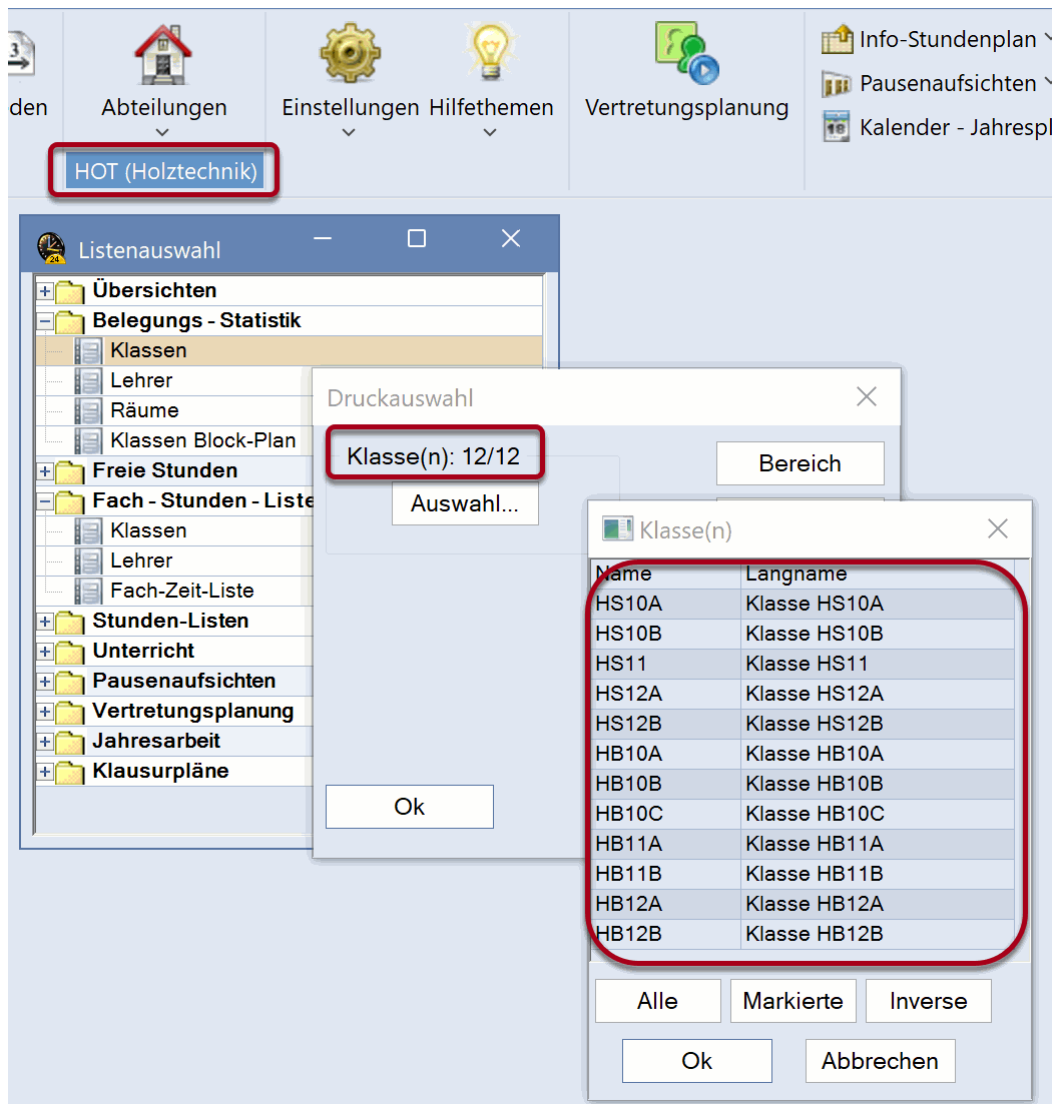 3
den
Abteilungen
Einstellungen
Hilfethemen
Vertretungsplanung
Info-Stundenplan
Pausenaufsichten
18
Kalender - Jahrespl
HOT (Holztechnik)
24
Listenauswahl
Übersichten
Belegungs - Statistik
Klassen
Lehrer
Räume
Klassen Block-Plan
Freie Stunden
Fach - Stunden - Liste
Klassen
Lehrer
Fach-Zeit-Liste
Stunden-Listen
Unterricht
Pausenaufsichten
Vertretungsplanung
Jahresarbeit
Klausurpläne
Druckauswahl
Klasse(n): 12/12
Auswahl...
Bereich
Ok
Klasse(n)
Name Langname
HS10A Klasse HS10A
HS10B Klasse HS10B
HS11 Klasse HS11
HS12A Klasse HS12A
HS12B Klasse HS12B
HB10A Klasse HB10A
HB10B Klasse HB10B
HB10C Klasse HB10C
HB11A Klasse HB11A
HB11B Klasse HB11B
HB12A Klasse HB12A
HB12B Klasse HB12B
Alle Markierte Inverse
Ok Abbrechen